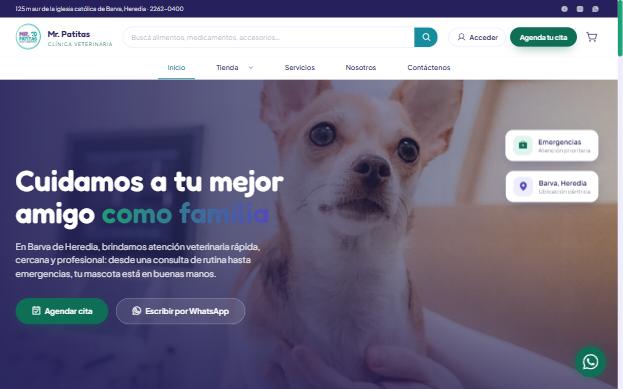 125 m sur de la iglesia católica de Barva, Heredia · 2262-0400
MR.
PATITAS
Mr. Patitas
CLÍNICA VETERINARIA
Buscá alimentos, medicamentos, accesorios...
Acceder
Agenda tu cita
Inicio
Tienda
Servicios
Nosotros
Contáctenos
Emergencias
Atención prioritaria
Barva, Heredia
Ubicación céntrica
Cuidamos a tu mejor
amigo como familia
En Barva de Heredia, brindamos atención veterinaria rápida,
cercana y profesional: desde una consulta de rutina hasta
emergencias, tu mascota está en buenas manos.
Agendar cita
Escribir por WhatsApp